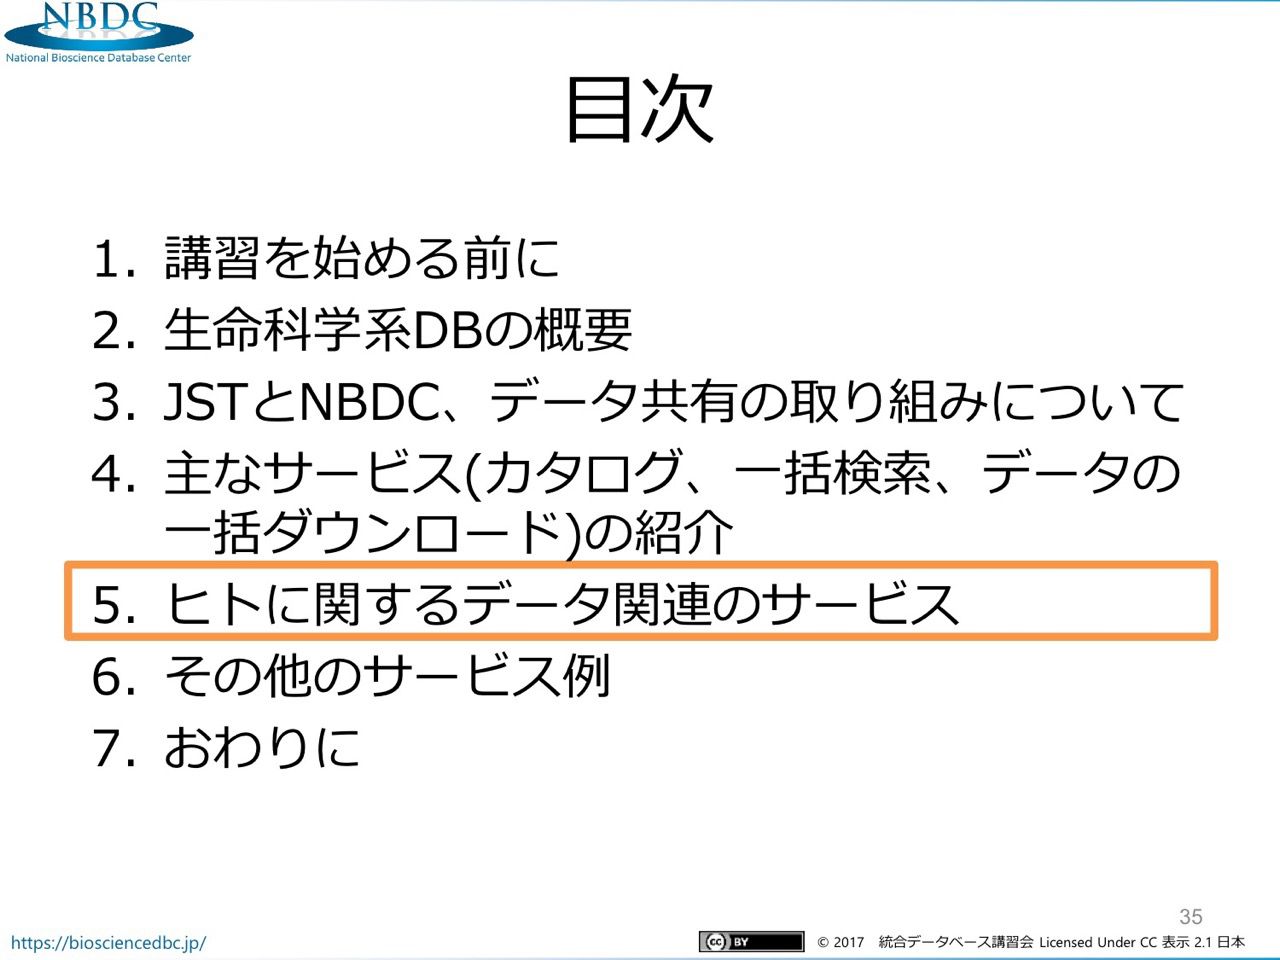 NBDC
National Bioscience Database Center
目次
1. 講習を始める前に
2. 生命科学系DBの概要
3. JSTとNBDC、データ共有の取り組みについて
4. 主なサービス(カタログ、一括検索、データの
一括ダウンロード)の紹介
5. ヒトに関するデータ関連のサービス
6. その他のサービス例
7. おわりに
35
https://biosciencedbc.jp/
cc BY © 2017 統合データベース講習会 Licensed Under CC 表示 2.1 日本